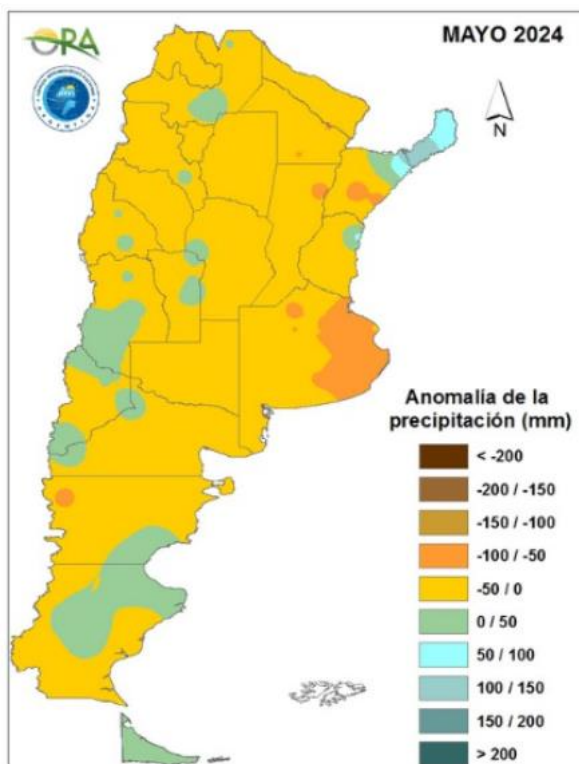 ORA
MAYO 2024
N
Anomalía de la
precipitación (mm)
< -200
-200 / -150
-150 / -100
-100 / -50
-50 / 0
0 / 50
50 / 100
100 / 150
150 / 200
> 200